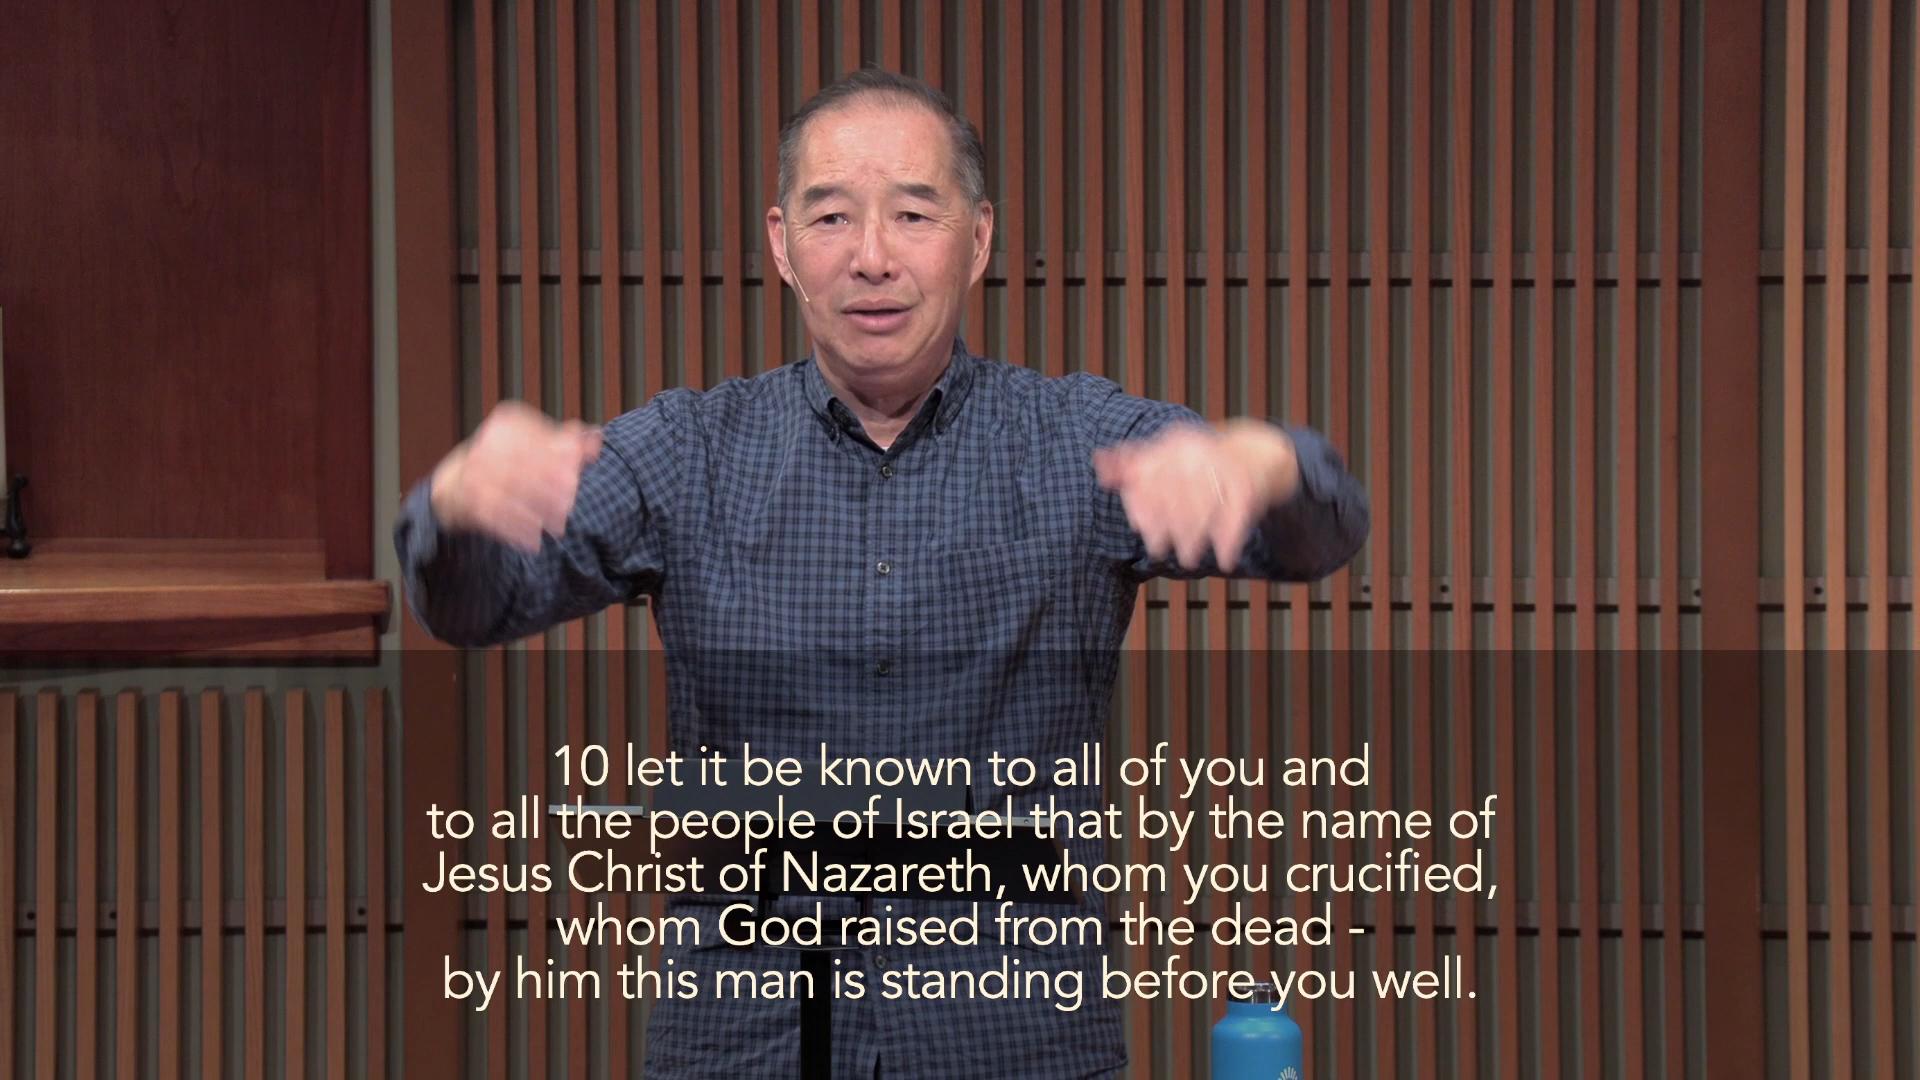 10 let it be known to all of you and
to all the people of Israel that by the name of
Jesus Christ of Nazareth, whom you crucified,
whom God raised from the dead -
by him this man is standing before you well.